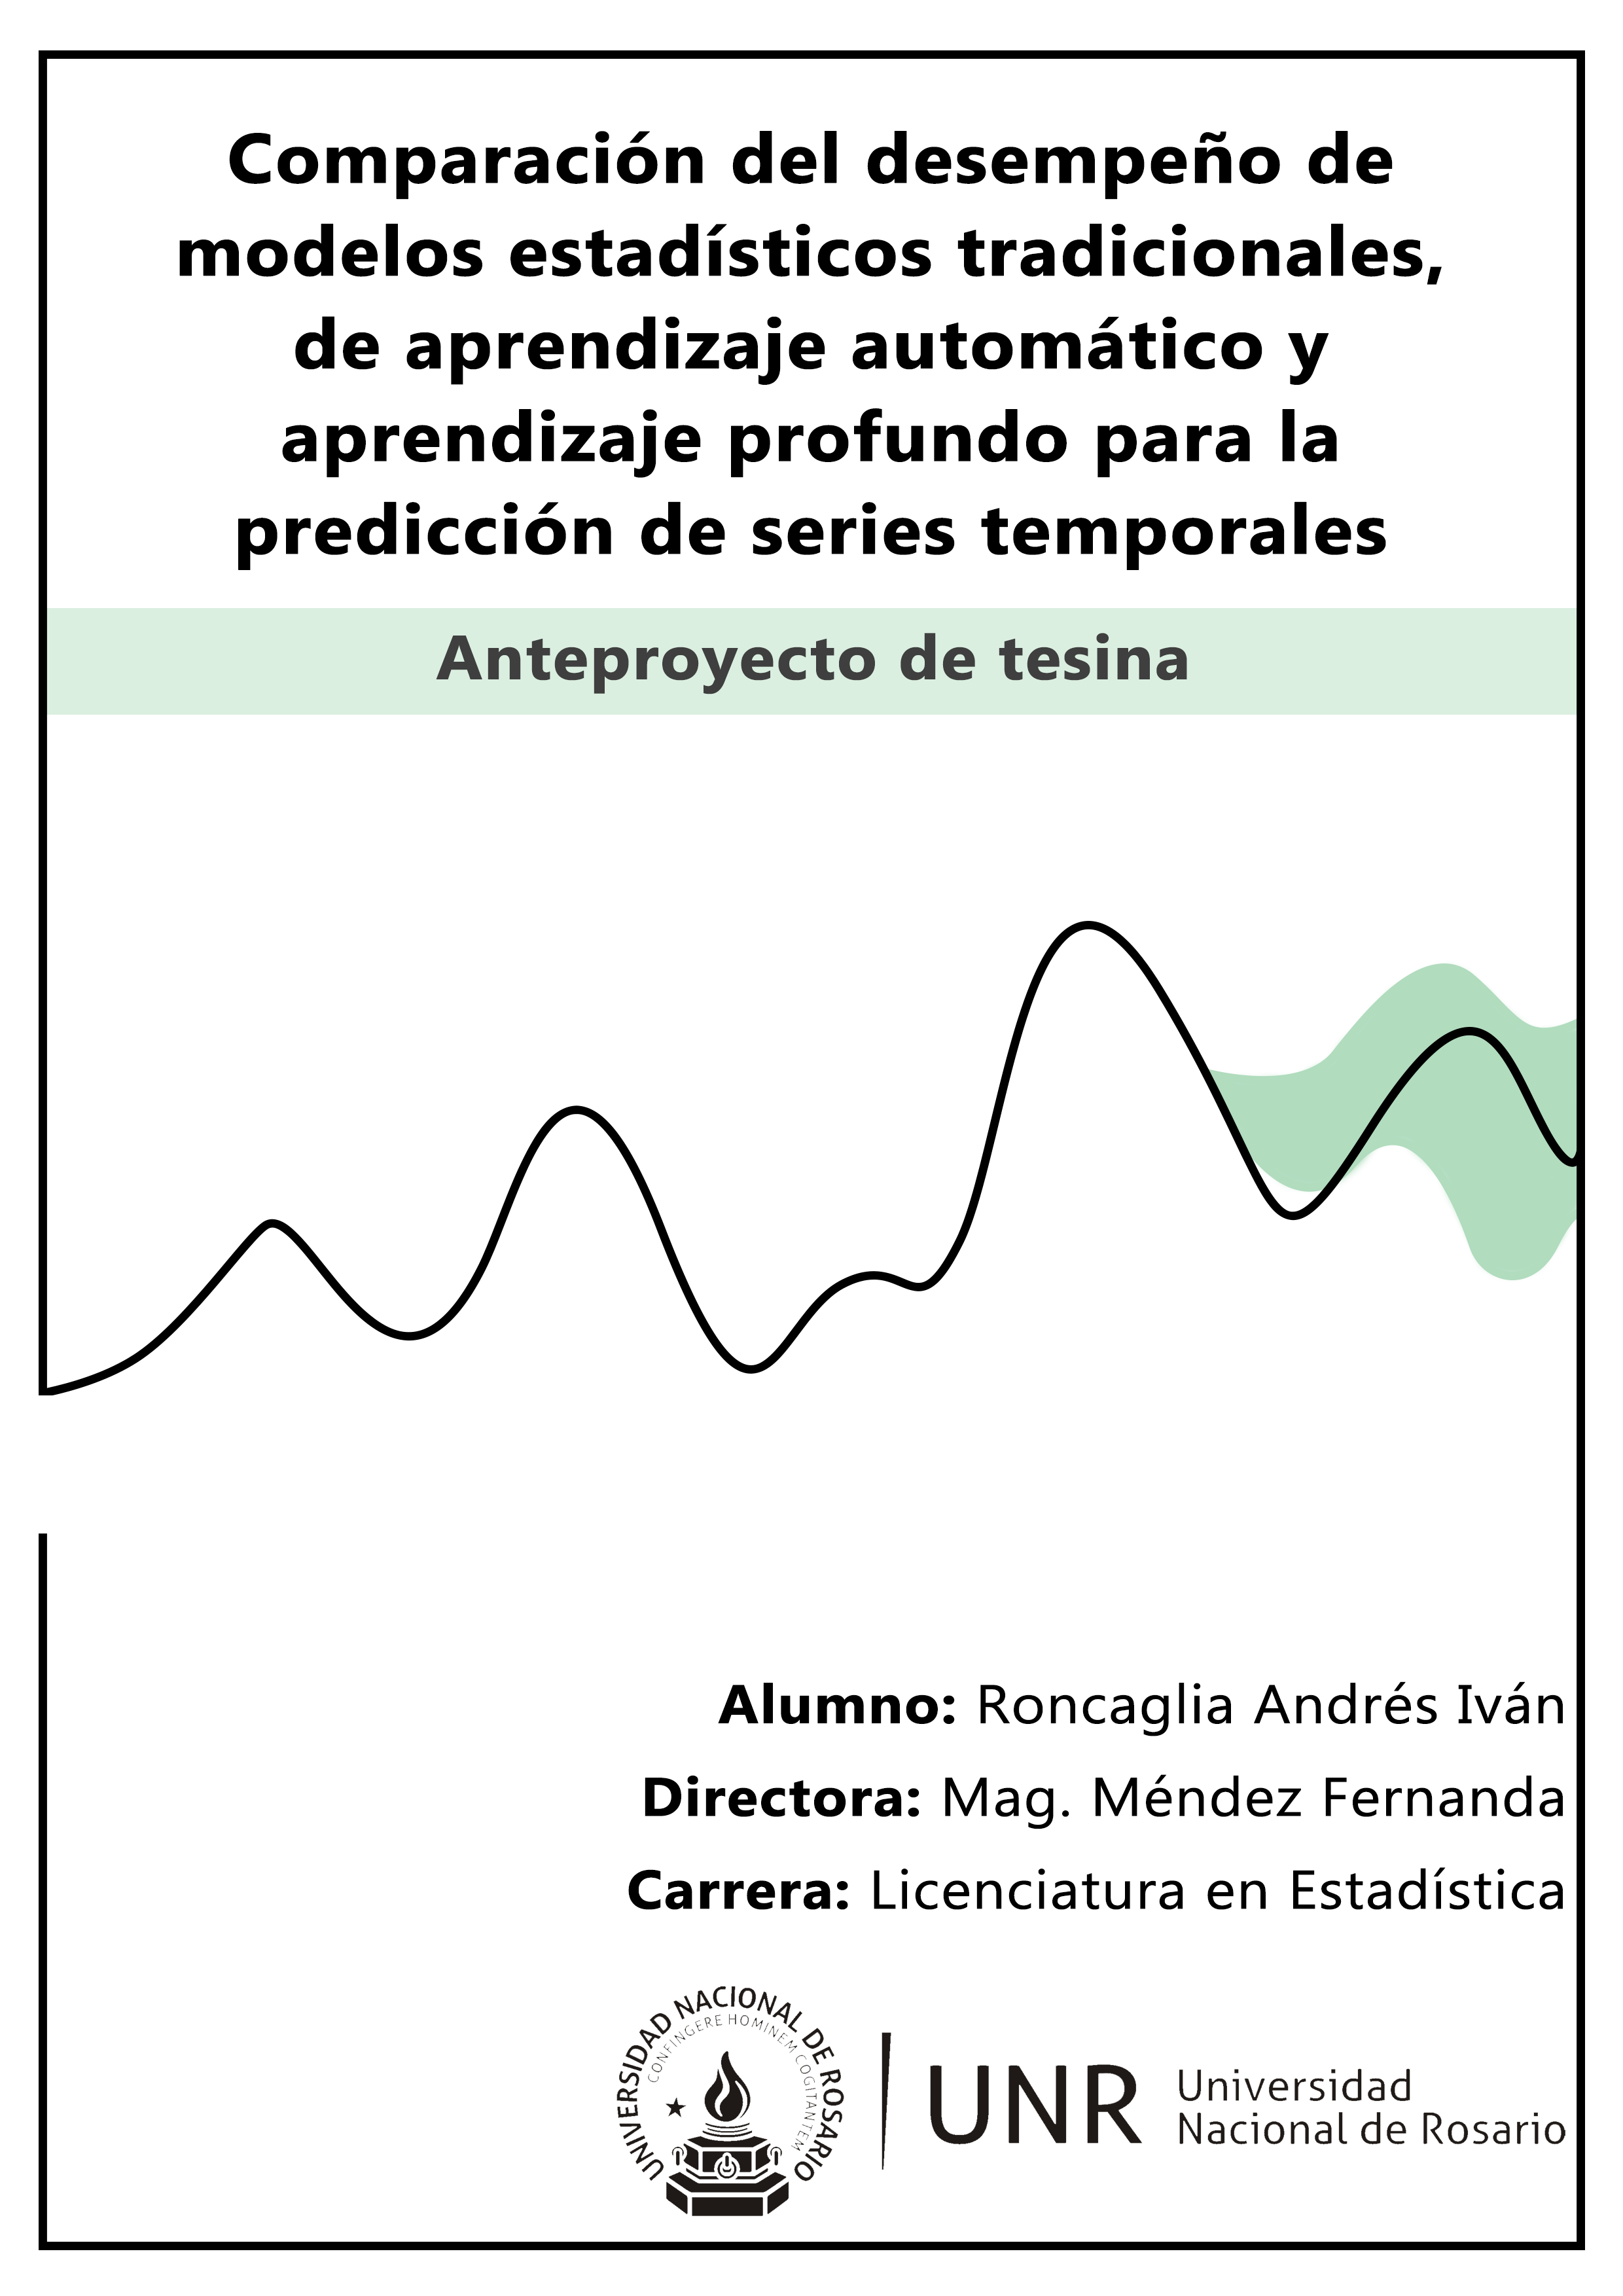 Comparación del desempeño de
modelos estadísticos tradicionales,
de aprendizaje automático y
aprendizaje profundo para la
predicción de series temporales
Anteproyecto de tesina
Alumno: Roncaglia Andrés Iván
Directora: Mag. Méndez Fernanda
Carrera: Licenciatura en Estadística
UNIVERSIDAD NACIONAL DE ROSARIO
CONFINGERE HOMINEM COGITANTEM
UNR
Universidad
Nacional de Rosario